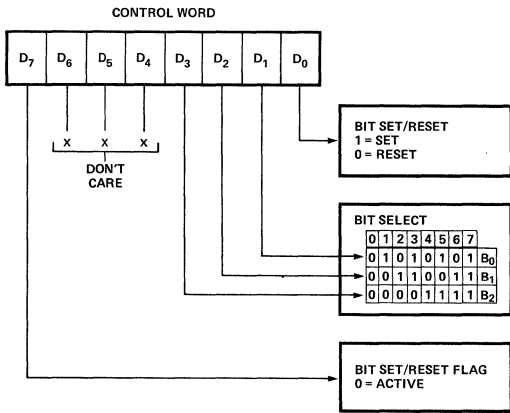 CONTROL WORD
D7 D6 D5 D4 D3 D2 D1 D0
X X X
DON'T
CARE
BIT SET/RESET
1 = SET
0 = RESET
BIT SELECT
0 1 2 3 4 5 6 7
0 1 0 1 0 1 0 1 B0
0 0 1 1 0 0 1 1 B1
0 0 0 0 1 1 1 1 B2
BIT SET/RESET FLAG
0 = ACTIVE